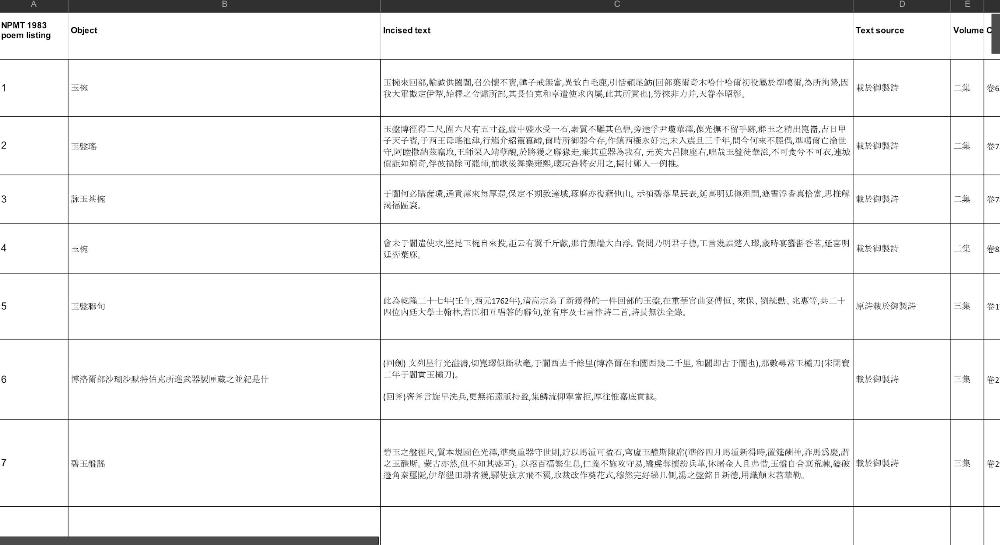 A B C D E
NPMT 1983
poem listing
Object
Incised text
Text source
Volume
1
玉椀
玉椀來回部,輸誠供闔閶,召公懷不寶,韓子戒無當,異致白毛鹿,引恬頳尾魴(回部葉爾奇木哈什哈爾初役屬於準噶爾,為所拘縶,因
我大軍戡定伊犁,始釋之令歸所部,其長伯克和卓遣使求內屬,此其所貢也),勞徠非力并,天眷奉昭彰。
載於御製詩
二集
卷6
2
玉盤瑤
玉盤博徑得二尺,圍六尺有五寸益,虛中盛水受一石,素質不雕其色碧,旁達孚尹瓊華澤,葆光撫不留手跡,群玉之精出崑崙,吉日甲
子天子賓,于西王母瑤池津,行觴介紹簠簋罇,爾時所御器今存,作鎮西極永好完,未入震旦三千年,問今何來不脛偶,準噶爾亡淪世
守,阿睦撒納茲竊取,王師罙入靖孽醜,於將獲之聯猭走,棄其重器為我有, 元英大呂陳座右,咄哉玉盤徒華滋,不可食兮不可衣,連城
價詎如窮奇,俘彼禍除可罷師,前歌後舞樂雍熙,瓌玩吾將安用之,擬付鄴人一例椎。
載於御製詩
二集
卷7
3
詠玉茶椀
于闐何必購奩環,通貢薄來每厚還,保定不期致達域,琢磨亦復藉他山。示禎碧落星辰表,延喜明廷樽殂問,漉雪浮香真恰當,思推解
渴福區寰。
載於御製詩
二集
卷78
4
玉椀
會未于闐遣使求,堅昆玉椀自來投,詎云有翼千斤獻,那肯無端大白浮。賢問乃明君子德,工言幾誤楚人璆,歲時宴饗斟香茗,延喜明
廷弈葉庥。
載於御製詩
二集
卷8
5
玉盤聯句
此為乾隆二十七年(壬午,西元1762年),清高宗為了新獲得的一件回部的玉盤,在重華宮曲宴傅恒、來保、劉統勳、兆惠等,共二十
四位內廷大學士翰林,君臣相互唱答的聯句,並有序及七言律詩二首,詩長無法全錄。
原詩載於御製詩
三集
卷1
6
博洛爾部沙瑚沙默特伯克所進武器製匣藏之並紀是什
(回劍) 文列星行光溢濤,切崑璆似斷秋毫,于闐西去千餘里(博洛爾在和闐西幾二千里, 和闐即古于闐也),那數尋常玉欛刀(宋開寶
二年于闐貢玉欛刀)。
(回斧)齊斧言旋早洗兵,更無拓遠祇持盈,集鱗流仰寧當拒,厚往惟嘉底貢誠。
載於御製詩
三集
卷2
7
碧玉盤謠
碧玉之盤徑尺,質本規園色光澤,準夷重器守世則,貯以馬湩可盈石,穹盧玉醴斯陳席(準俗四月馬湩新得時,置筵酬神,詐馬爲慶,謂
之玉醴斯。蒙古亦然,但不如其盛耳)。以招百福繁生息,仁義不施攻守易,矯虔奪攘紛兵革,休屠金人且弗惜,玉盤自合棄荒棘,磕破
邊角秦璽阨,伊犁墾田耕者獲,驛使致京飛不翼,取裁改作葵花式,穆然完好綈几側,湯之盤銘日新德,用識顛末苕華勒。
載於御製詩
三集
卷29